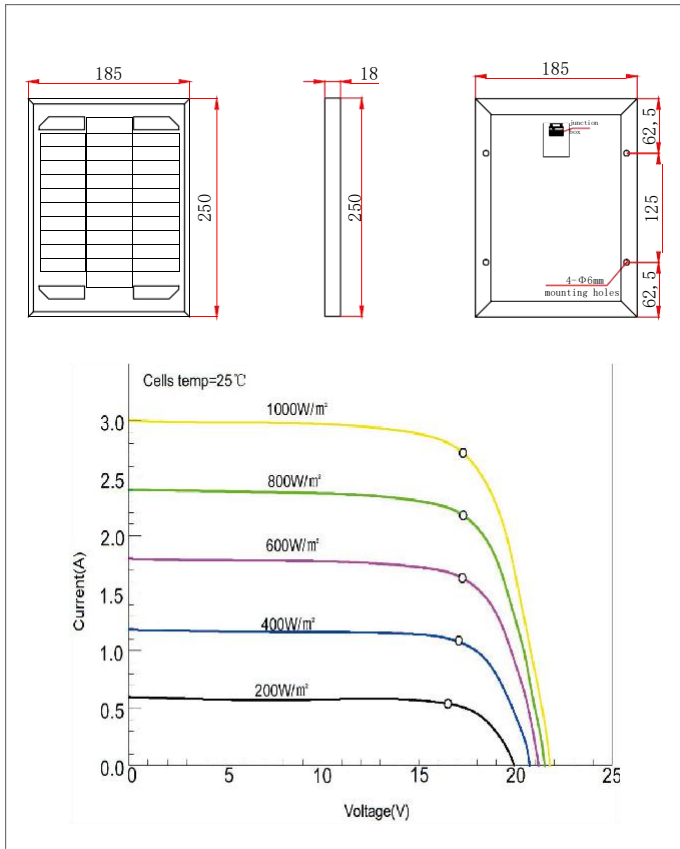 185
18
185
250
250
junction
box
62,5
125
62,5
4-Φ6mm
mounting holes
Cells temp=25℃
1000W/m²
800W/m²
600W/m²
400W/m²
200W/m²
3.0
2.5
2.0
1.5
1.0
0.5
0.0
Current(A)
0
5
10
15
20
25
Voltage(V)